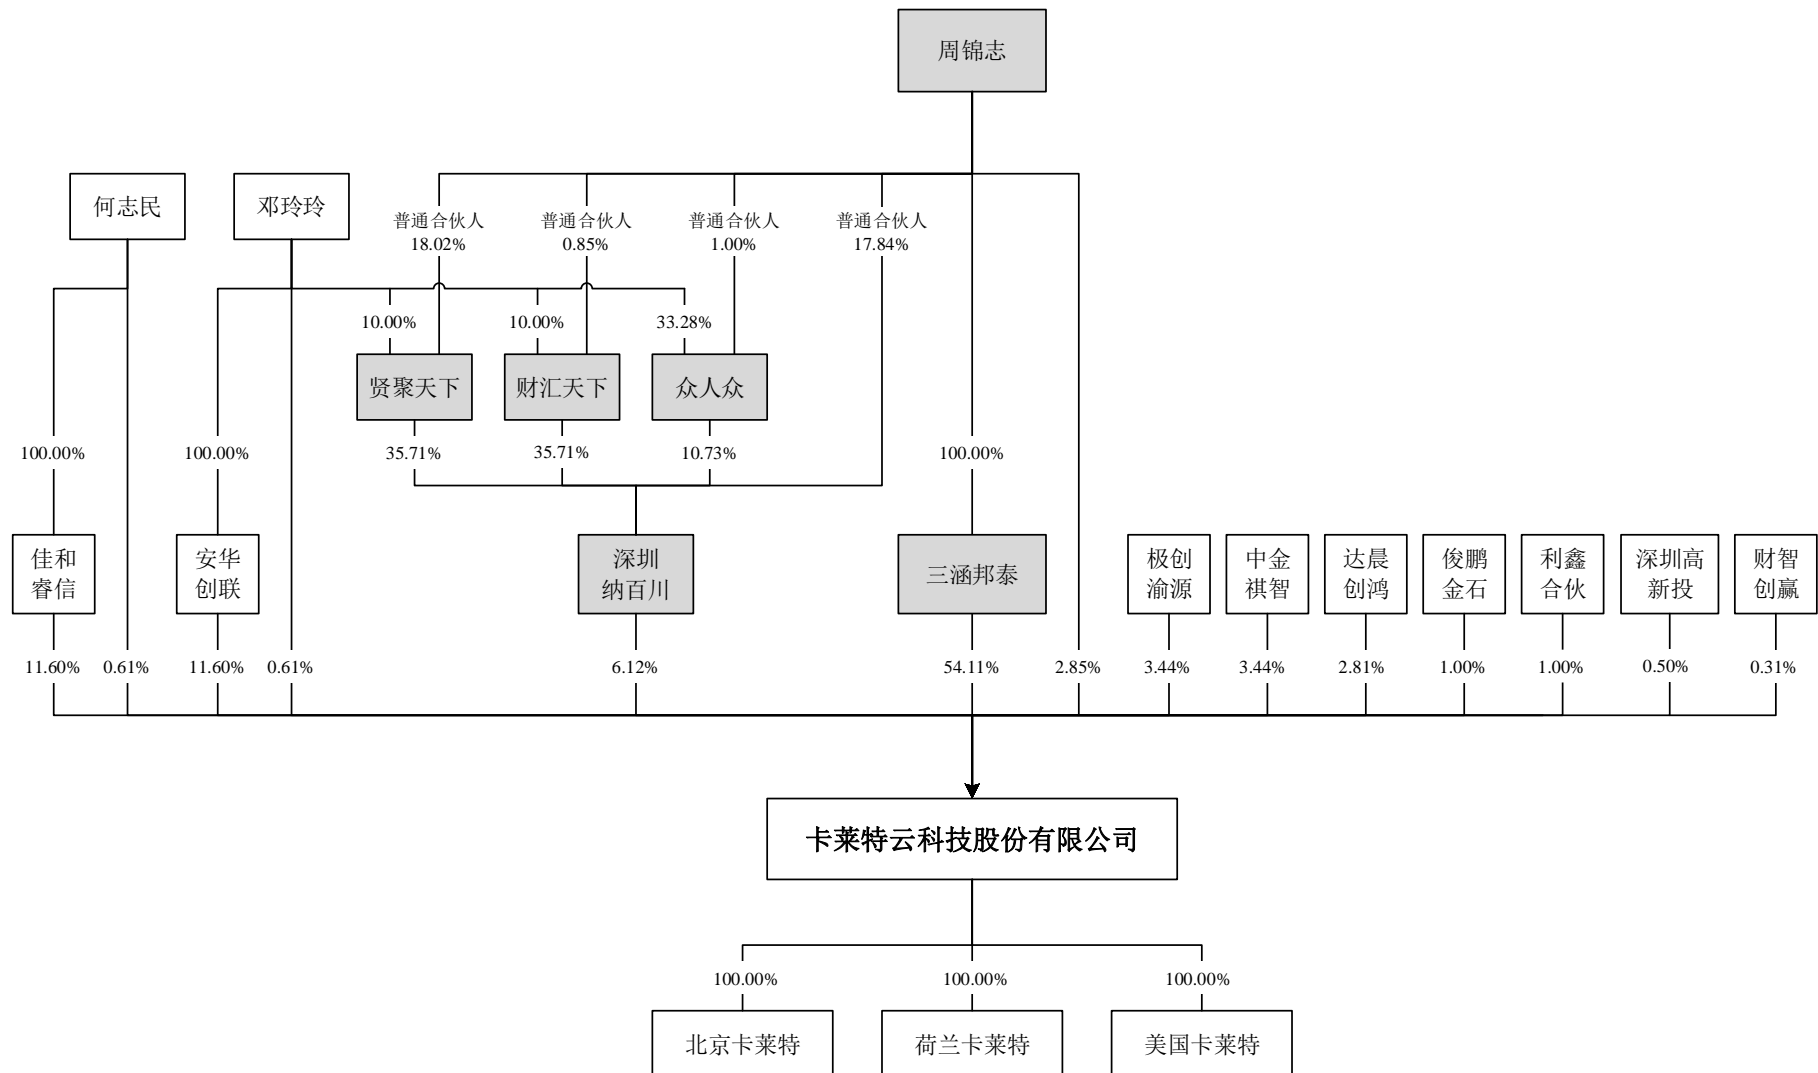 周锦志
何志民
邓玲玲
普通合伙人
18.02%
普通合伙人
0.85%
普通合伙人
1.00%
普通合伙人
17.84%
10.00%
10.00%
33.28%
贤聚天下
财汇天下
众人众
100.00%
100.00%
35.71%
35.71%
10.73%
100.00%
佳和
睿信
安华
创联
深圳
纳百川
三涵邦泰
极创
渝源
中金
祺智
达晨
创鸿
俊鹏
金石
利鑫
合伙
深圳高
新投
财智
创赢
11.60%
0.61%
11.60%
0.61%
6.12%
54.11%
2.85%
3.44%
3.44%
2.81%
1.00%
1.00%
0.50%
0.31%
卡莱特云科技股份有限公司
100.00%
100.00%
100.00%
北京卡莱特
荷兰卡莱特
美国卡莱特